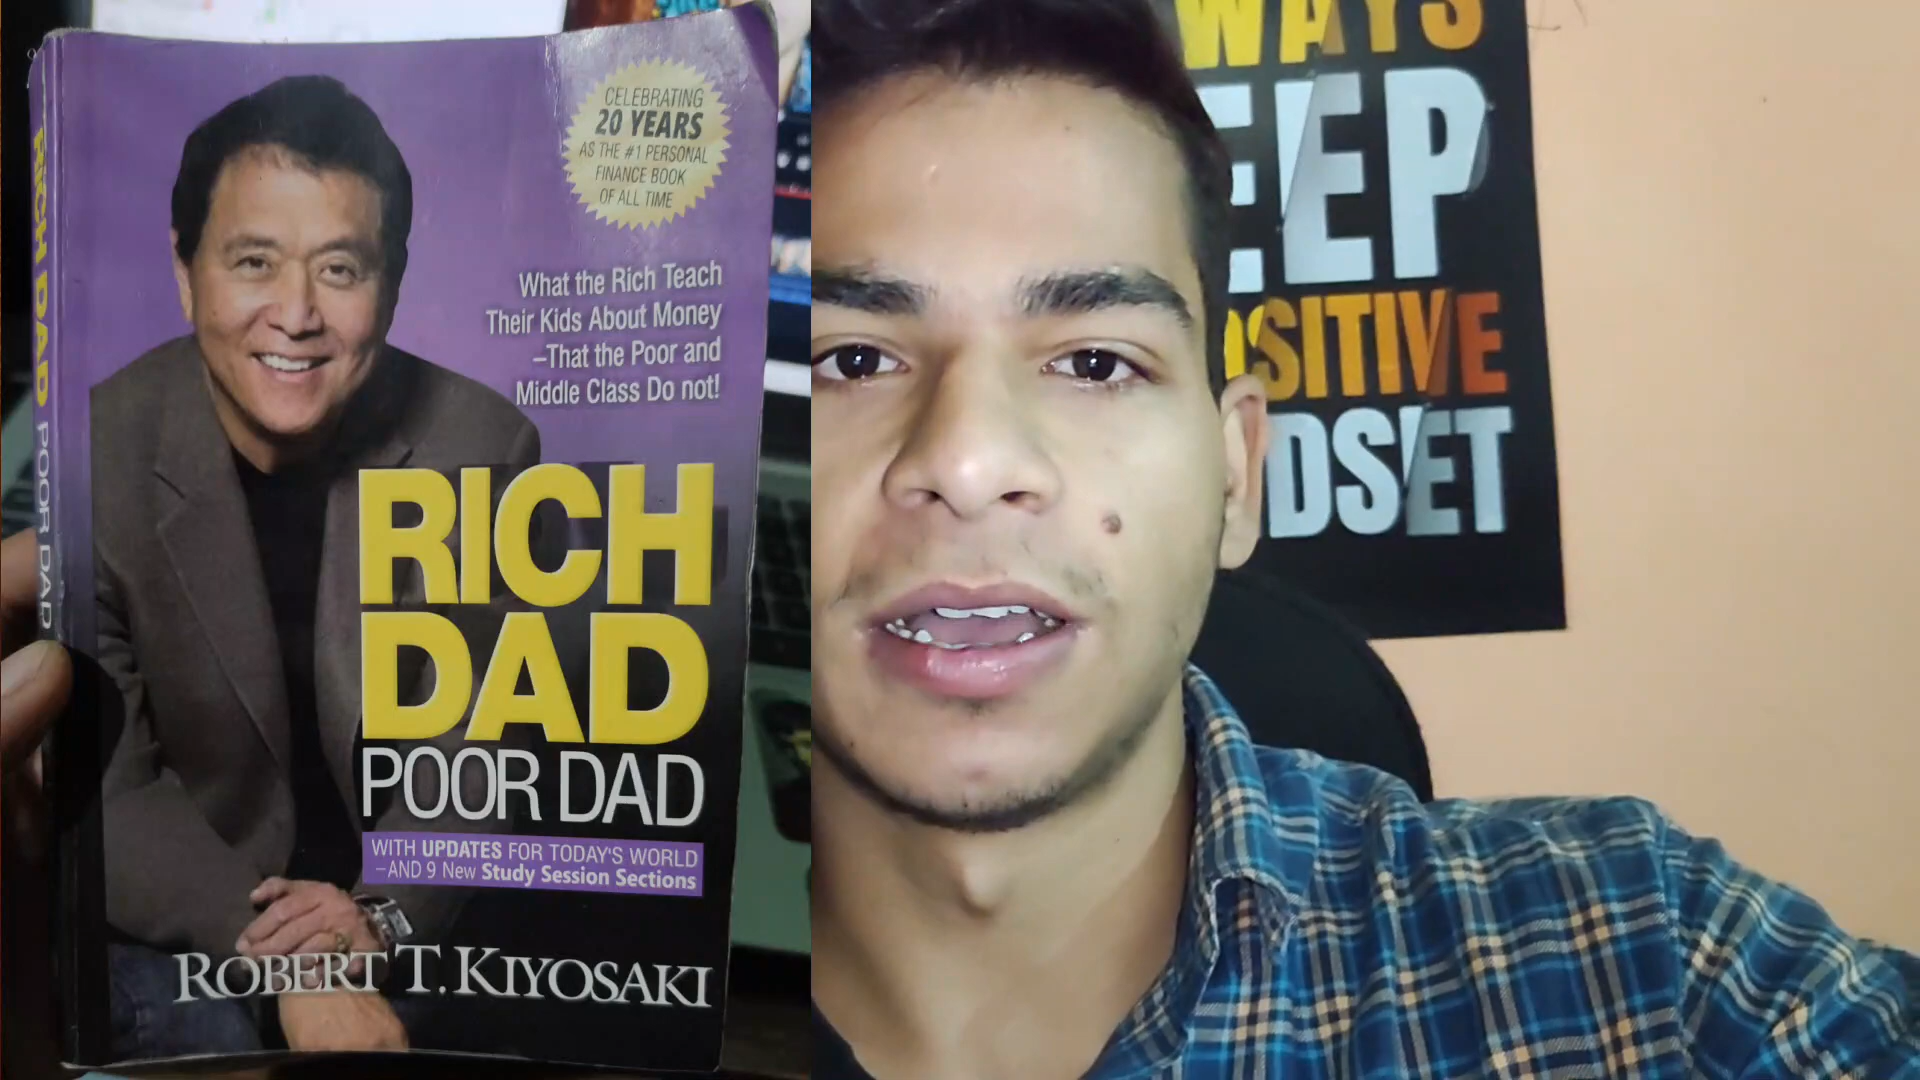 CELEBRATING
20 YEARS
AS THE #1 PERSONAL
FINANCE BOOK
OF ALL TIME
What the Rich Teach
Their Kids About Money
–That the Poor and
Middle Class Do not!
RICH
DAD
POOR DAD
WITH UPDATES FOR TODAY'S WORLD
–AND 9 New Study Session Sections
ROBERT T. KIYOSAKI
RICH DAD POOR DAD
WAYS
EEP
OSITIVE
DSET